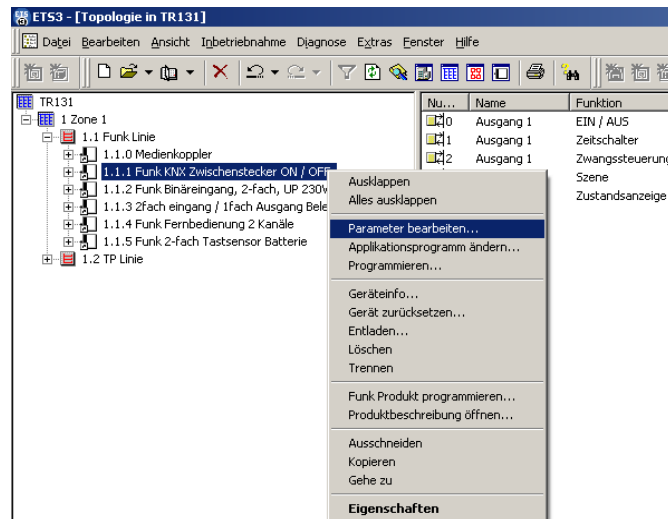 ETS3 - [Topologie in TR131]
Datei Bearbeiten Ansicht Inbetriebnahme Diagnose Extras Fenster Hilfe
TR131
1 Zone 1
1.1 Funk Linie
1.1.0 Medienkoppler
1.1.1 Funk KNX Zwischenstecker ON / OFF
1.1.2 Funk Binäreingang, 2-fach, UP 230V
1.1.3 2fach eingang / 1fach Ausgang Bele
1.1.4 Funk Fernbedienung 2 Kanäle
1.1.5 Funk 2-fach Tastsensor Batterie
1.2 TP Linie
Nu... Name Funktion
0 Ausgang 1 EIN / AUS
1 Ausgang 1 Zeitschalter
2 Ausgang 1 Zwangssteuerung
Szene
Zustandsanzeige
Ausklappen
Alles ausklappen
Parameter bearbeiten...
Applikationsprogramm ändern...
Programmieren...
Geräteinfo...
Gerät zurücksetzen...
Entladen...
Löschen
Trennen
Funk Produkt programmieren...
Produktbeschreibung öffnen...
Ausschneiden
Kopieren
Gehe zu
Eigenschaften